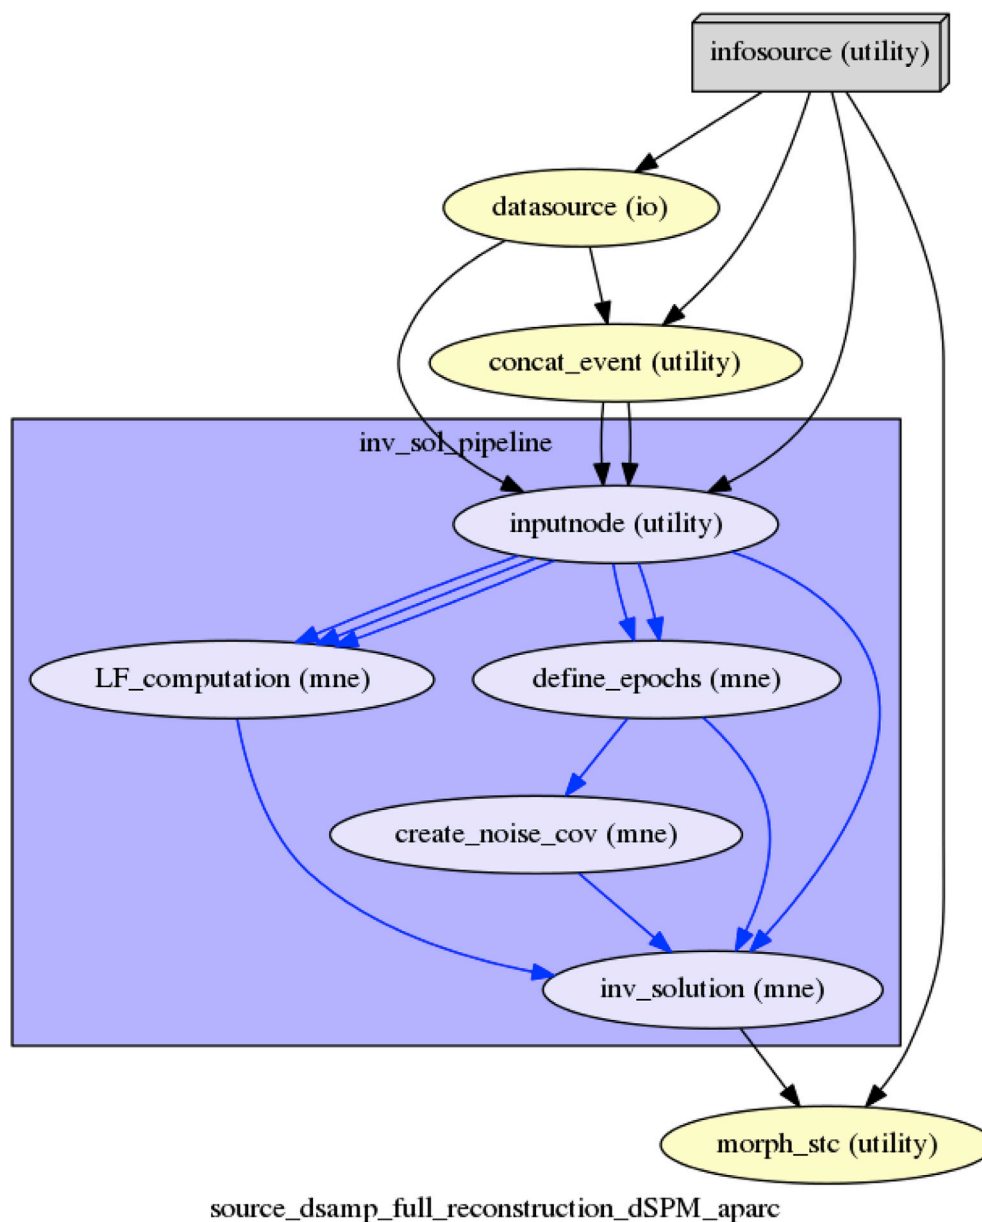 infosource (utility)
datasource (io)
concat_event (utility)
inv_sol_pipeline
inputnode (utility)
LF_computation (mne)
define_epochs (mne)
create_noise_cov (mne)
inv_solution (mne)
morph_stc (utility)
source_dsamp_full_reconstruction_dSPM_aparc